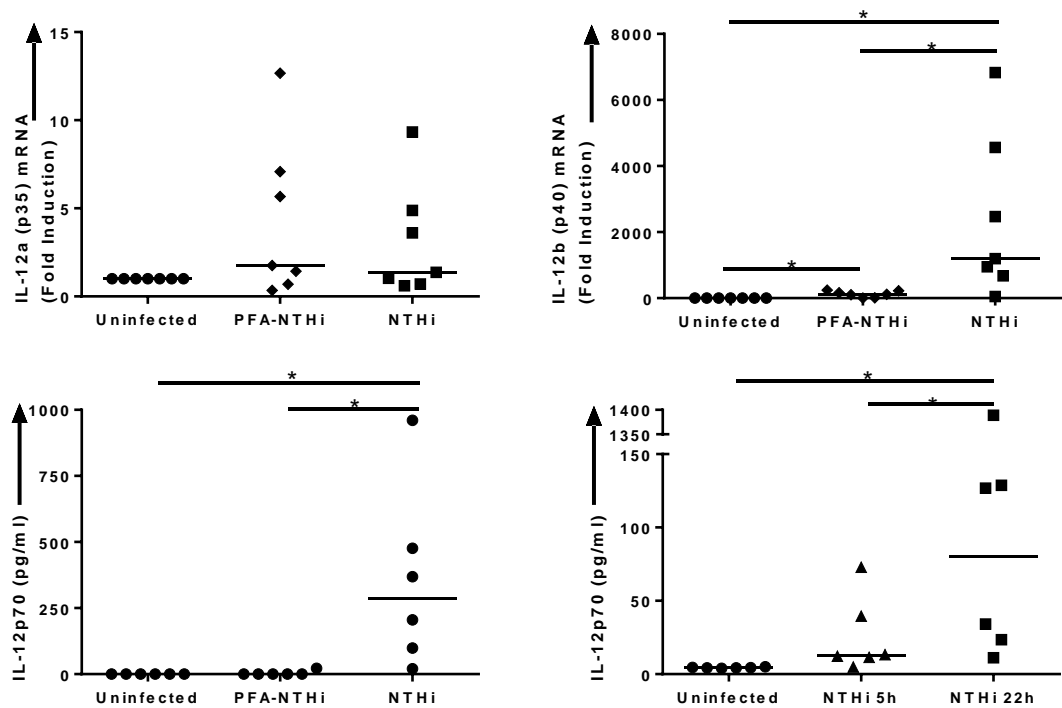 IL-12a (p35) mRNA
(Fold Induction)
15
10
5
0
Uninfected PFA-NTHi NTHi
*
*
*
IL-12b (p40) mRNA
(Fold Induction)
8000
6000
4000
2000
0
Uninfected PFA-NTHi NTHi
*
*
IL-12p70 (pg/ml)
1000
750
500
250
0
Uninfected PFA-NTHi NTHi
*
*
IL-12p70 (pg/ml)
1400
1350
150
100
50
0
Uninfected NTHi 5h NTHi 22h